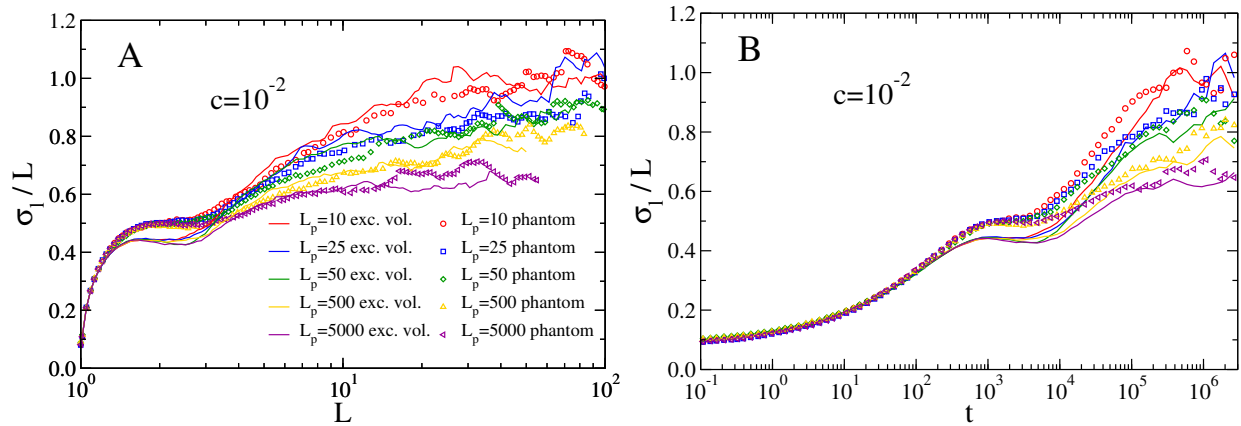 A
c=10^-2
σ_l / L
1.2
1.0
0.8
0.6
0.4
0.2
0.0
L_p=10 exc. vol.
L_p=25 exc. vol.
L_p=50 exc. vol.
L_p=500 exc. vol.
L_p=5000 exc. vol.
L_p=10 phantom
L_p=25 phantom
L_p=50 phantom
L_p=500 phantom
L_p=5000 phantom
10^0
10^1
10^2
L
B
c=10^-2
σ_l / L
1.2
1.0
0.8
0.6
0.4
0.2
0.0
10^-1
10^0
10^1
10^2
10^3
10^4
10^5
10^6
t